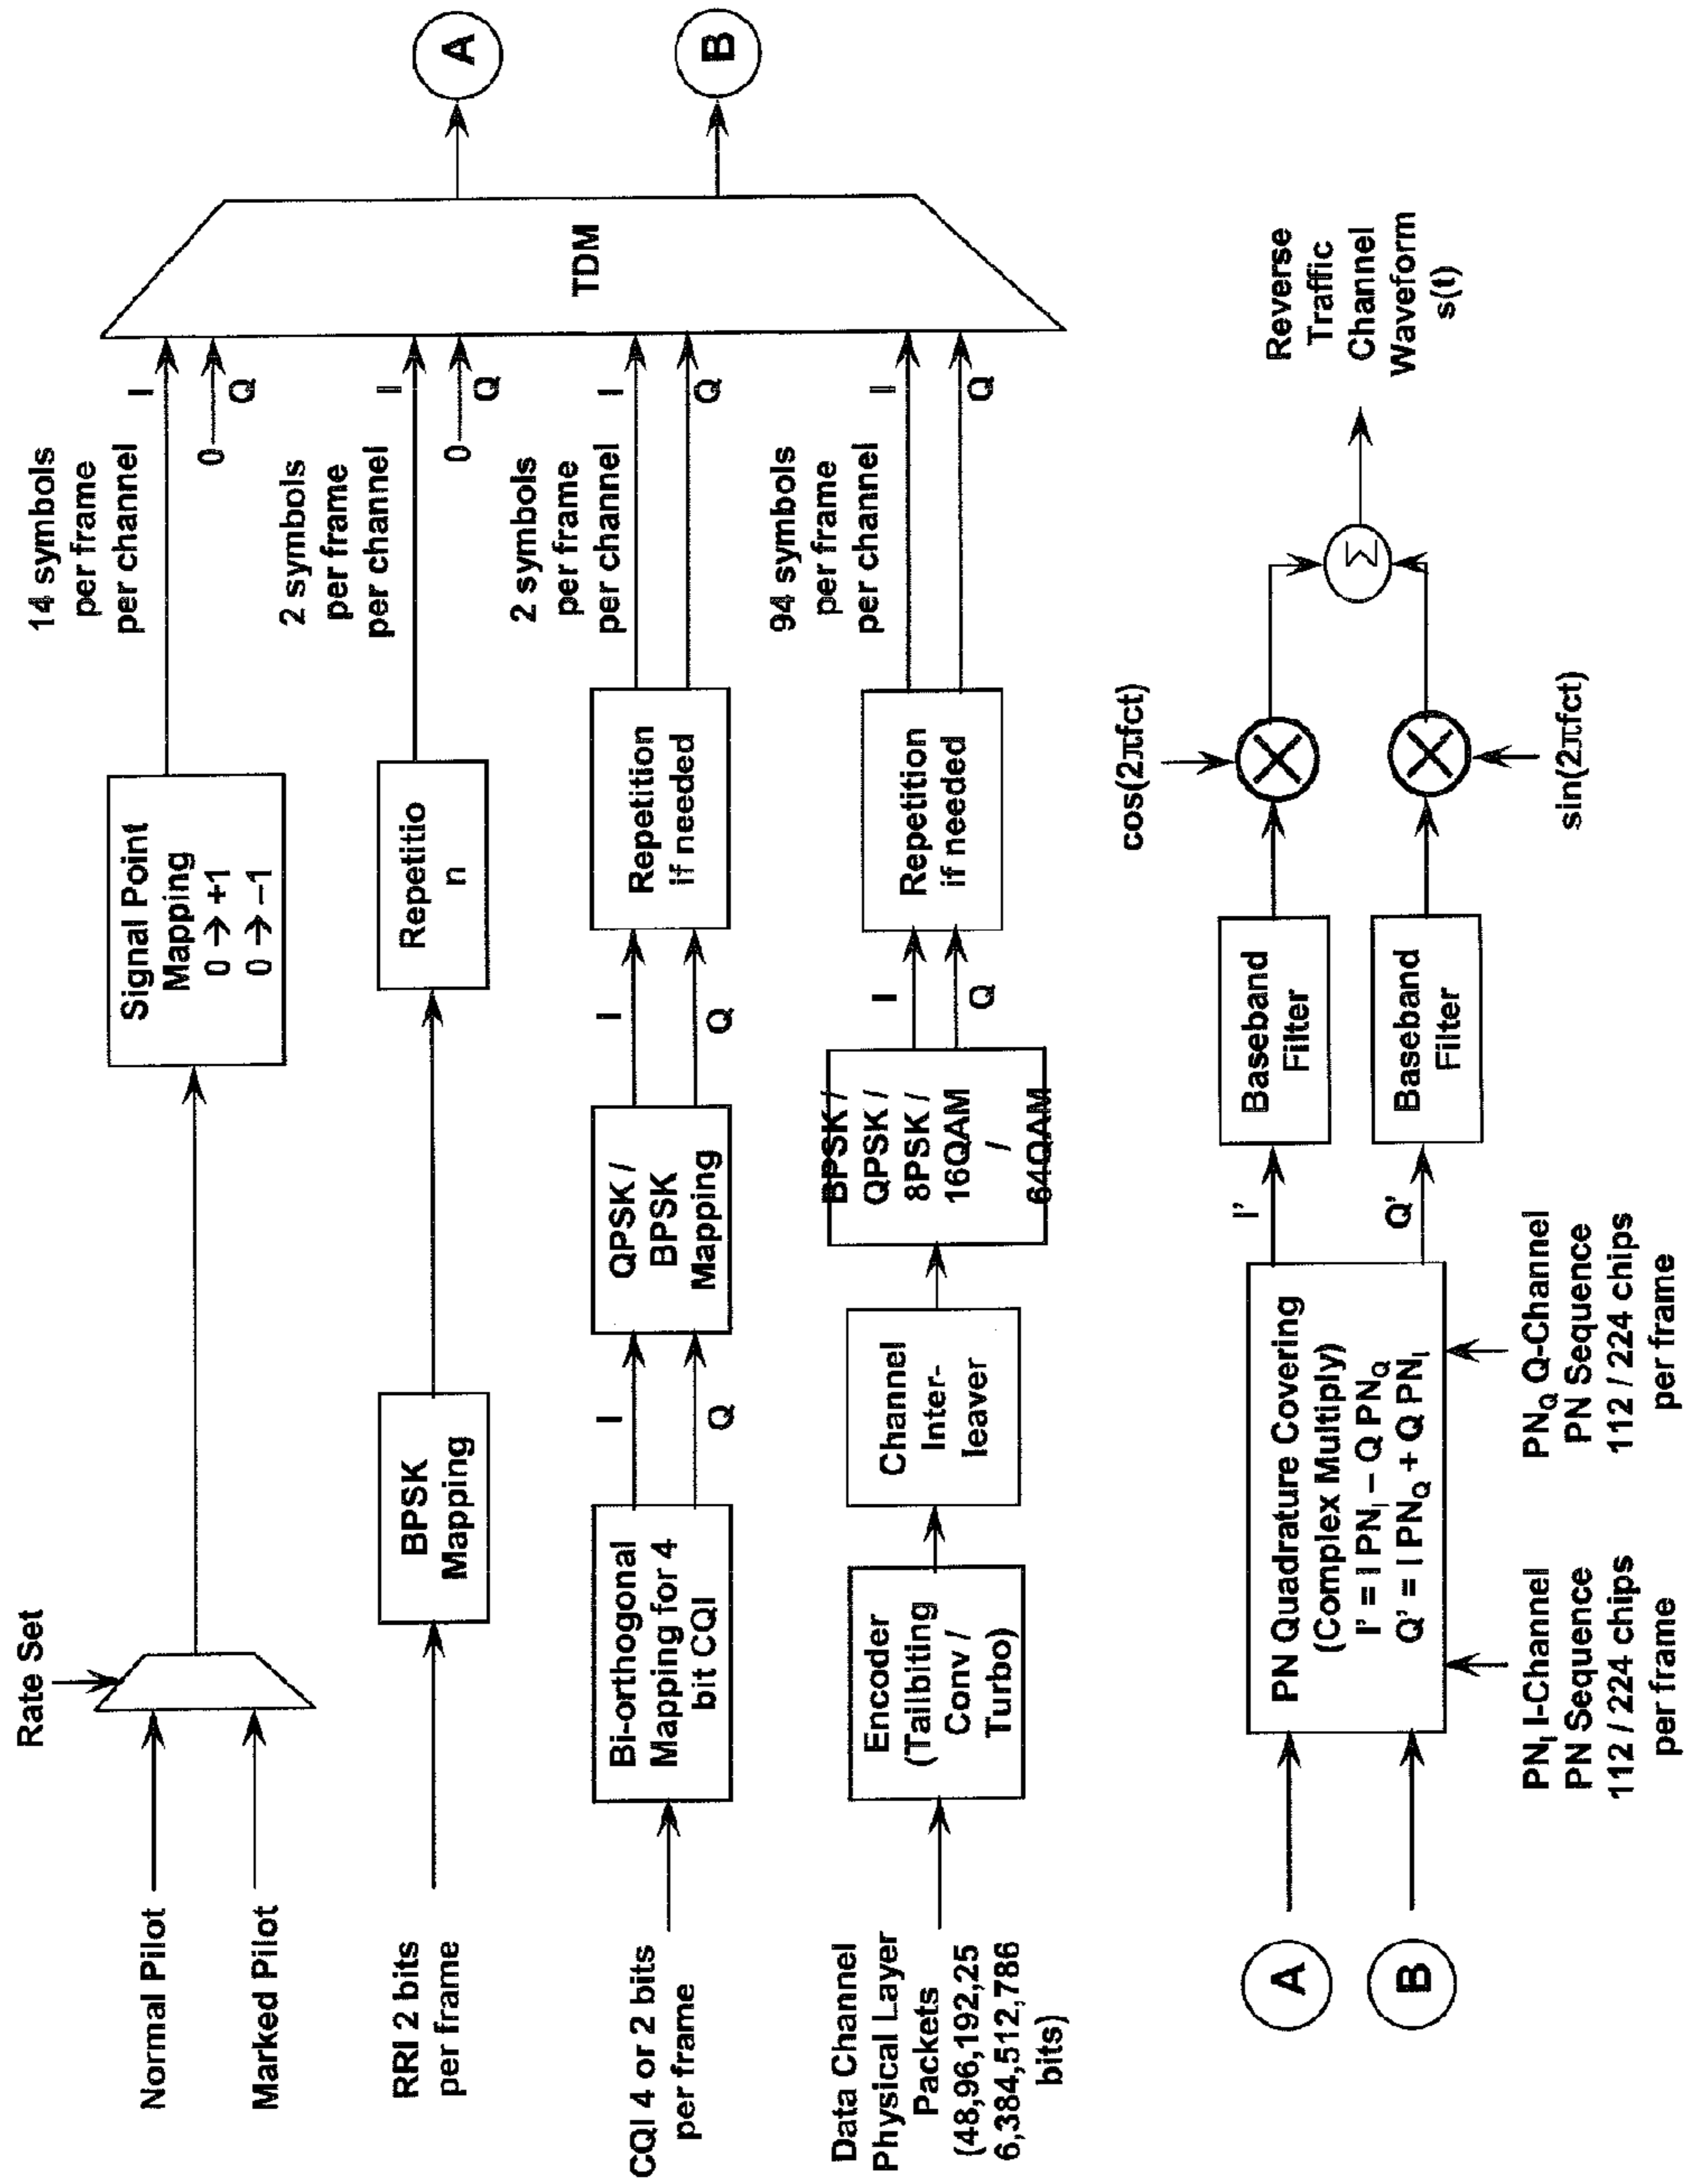 Rate Set
Normal Pilot
Marked Pilot
Signal Point
Mapping
0 → +1
0 → –1
14 symbols
per frame
per channel
I
0
Q
RRI 2 bits
per frame
BPSK
Mapping
Repetitio
n
2 symbols
per frame
per channel
I
0
Q
CQI 4 or 2 bits
per frame
Bi-orthogonal
Mapping for 4
bit CQI
I
Q
QPSK /
BPSK
Mapping
I
Q
Repetition
if needed
2 symbols
per frame
per channel
I
Q
Data Channel
Physical Layer
Packets
(48,96,192,25
6,384,512,786
bits)
Encoder
(Tailbiting
Conv /
Turbo)
Channel
Inter-
leaver
BPSK /
QPSK /
8PSK /
16QAM
/
64QAM
I
Q
Repetition
if needed
94 symbols
per frame
per channel
I
Q
TDM
A
B
A
B
PN Quadrature Covering
(Complex Multiply)
I' = I PN_I – Q PN_Q
Q' = I PN_Q + Q PN_I
PN_I I-Channel
PN Sequence
112 / 224 chips
per frame
PN_Q Q-Channel
PN Sequence
112 / 224 chips
per frame
I'
Q'
Baseband
Filter
Baseband
Filter
cos(2πfct)
sin(2πfct)
Σ
Reverse
Traffic
Channel
Waveform
s(t)